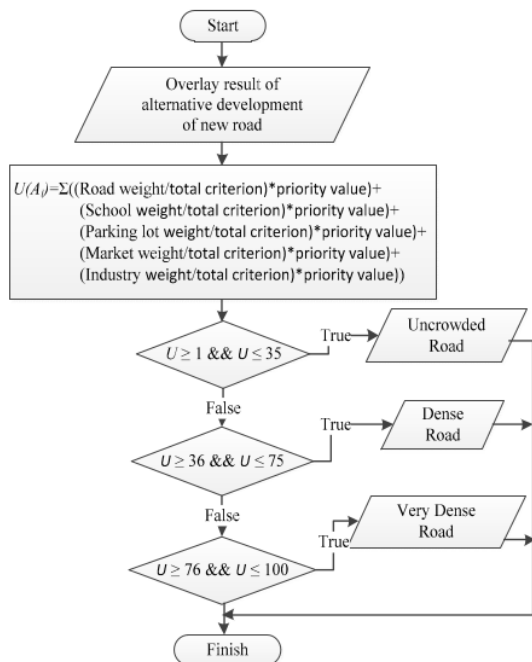 Start
Overlay result of
alternative development
of new road
U(Aᵢ)=Σ((Road weight/total criterion)*priority value)+
(School weight/total criterion)*priority value)+
(Parking lot weight/total criterion)*priority value)+
(Market weight/total criterion)*priority value)+
(Industry weight/total criterion)*priority value))
U ≥ 1 && U ≤ 35
True
Uncrowded
Road
False
U ≥ 36 && U ≤ 75
True
Dense
Road
False
U ≥ 76 && U ≤ 100
True
Very Dense
Road
Finish